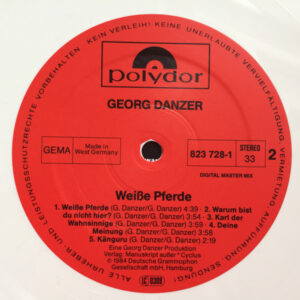 ALLE URHEBER- UND LEISTUNGSSCHUTZRECHTE VORBEHALTEN · KEIN VERLEIH! KEINE UNERLAUBTE VERVIELFÄLTIGUNG, VERMIETUNG, AUFFÜHRUNG, SENDUNG!
polydor
GEORG DANZER
GEMA
Made in
West Germany
823 728-1
STEREO
33
2
DIGITAL MASTER MIX
Weiße Pferde
1. Weiße Pferde (G. Danzer/G. Danzer) 4:39 · 2. Warum bist
du nicht hier? (G. Danzer/G. Danzer) 3:54 · 3. Karl der
Wahnsinnige (G. Danzer/G. Danzer) 3:59 · 4. Deine
Meinung (G. Danzer/G. Danzer) 3:58
5. Känguru (G. Danzer/G. Danzer) 2:19
Eine Georg Danzer Produktion
Verlag: Manuskript außer * Cyclus
℗ 1984 Deutsche Grammophon
Gesellschaft mbH, Hamburg
LC 0309